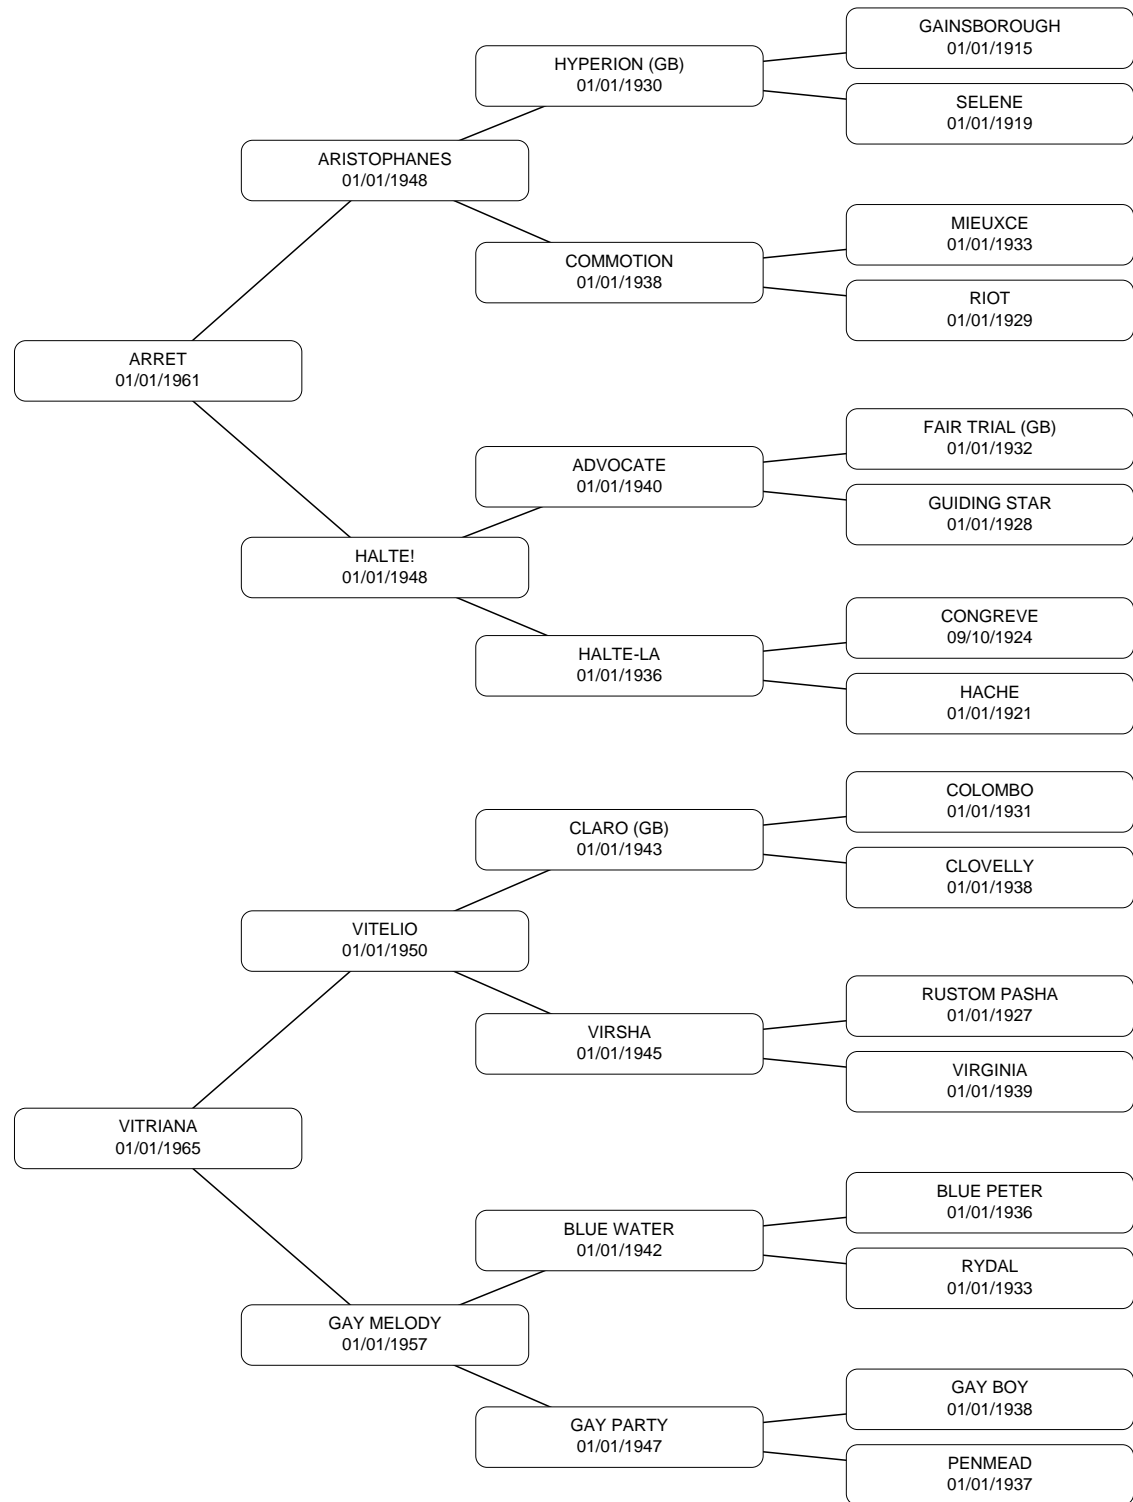 GAINSBOROUGH
01/01/1915
HYPERION (GB)
01/01/1930
SELENE
01/01/1919
ARISTOPHANES
01/01/1948
MIEUXCE
01/01/1933
COMMOTION
01/01/1938
RIOT
01/01/1929
ARRET
01/01/1961
FAIR TRIAL (GB)
01/01/1932
ADVOCATE
01/01/1940
GUIDING STAR
01/01/1928
HALTE!
01/01/1948
CONGREVE
09/10/1924
HALTE-LA
01/01/1936
HACHE
01/01/1921
COLOMBO
01/01/1931
CLARO (GB)
01/01/1943
CLOVELLY
01/01/1938
VITELIO
01/01/1950
RUSTOM PASHA
01/01/1927
VIRSHA
01/01/1945
VIRGINIA
01/01/1939
VITRIANA
01/01/1965
BLUE PETER
01/01/1936
BLUE WATER
01/01/1942
RYDAL
01/01/1933
GAY MELODY
01/01/1957
GAY BOY
01/01/1938
GAY PARTY
01/01/1947
PENMEAD
01/01/1937